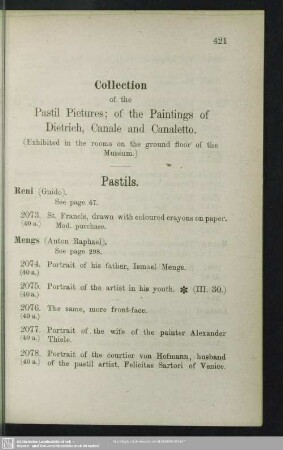 421
Collection
of the
Pastil Pictures; of the Paintings of
Dietrich, Canale and Canaletto.
(Exhibited in the rooms on the ground floor of the
Museum.)
Pastils.
Reni (Guido).
See page 67.
2073. St. Francis, drawn with coloured crayons on paper.
(40 a.) Mod. purchase.
Mengs (Anton Raphael).
See page 298.
2074. Portrait of his father, Ismael Mengs.
(40 a.)
2075. Portrait of the artist in his youth. * (III. 30.)
(40 a.)
2076. The same, more front-face.
(40 a.)
2077. Portrait of the wife of the painter Alexander
(40 a.) Thiele.
2078. Portrait of the courtier von Hofmann, husband
(40 a.) of the pastil artist, Felicitas Sartori of Venice.